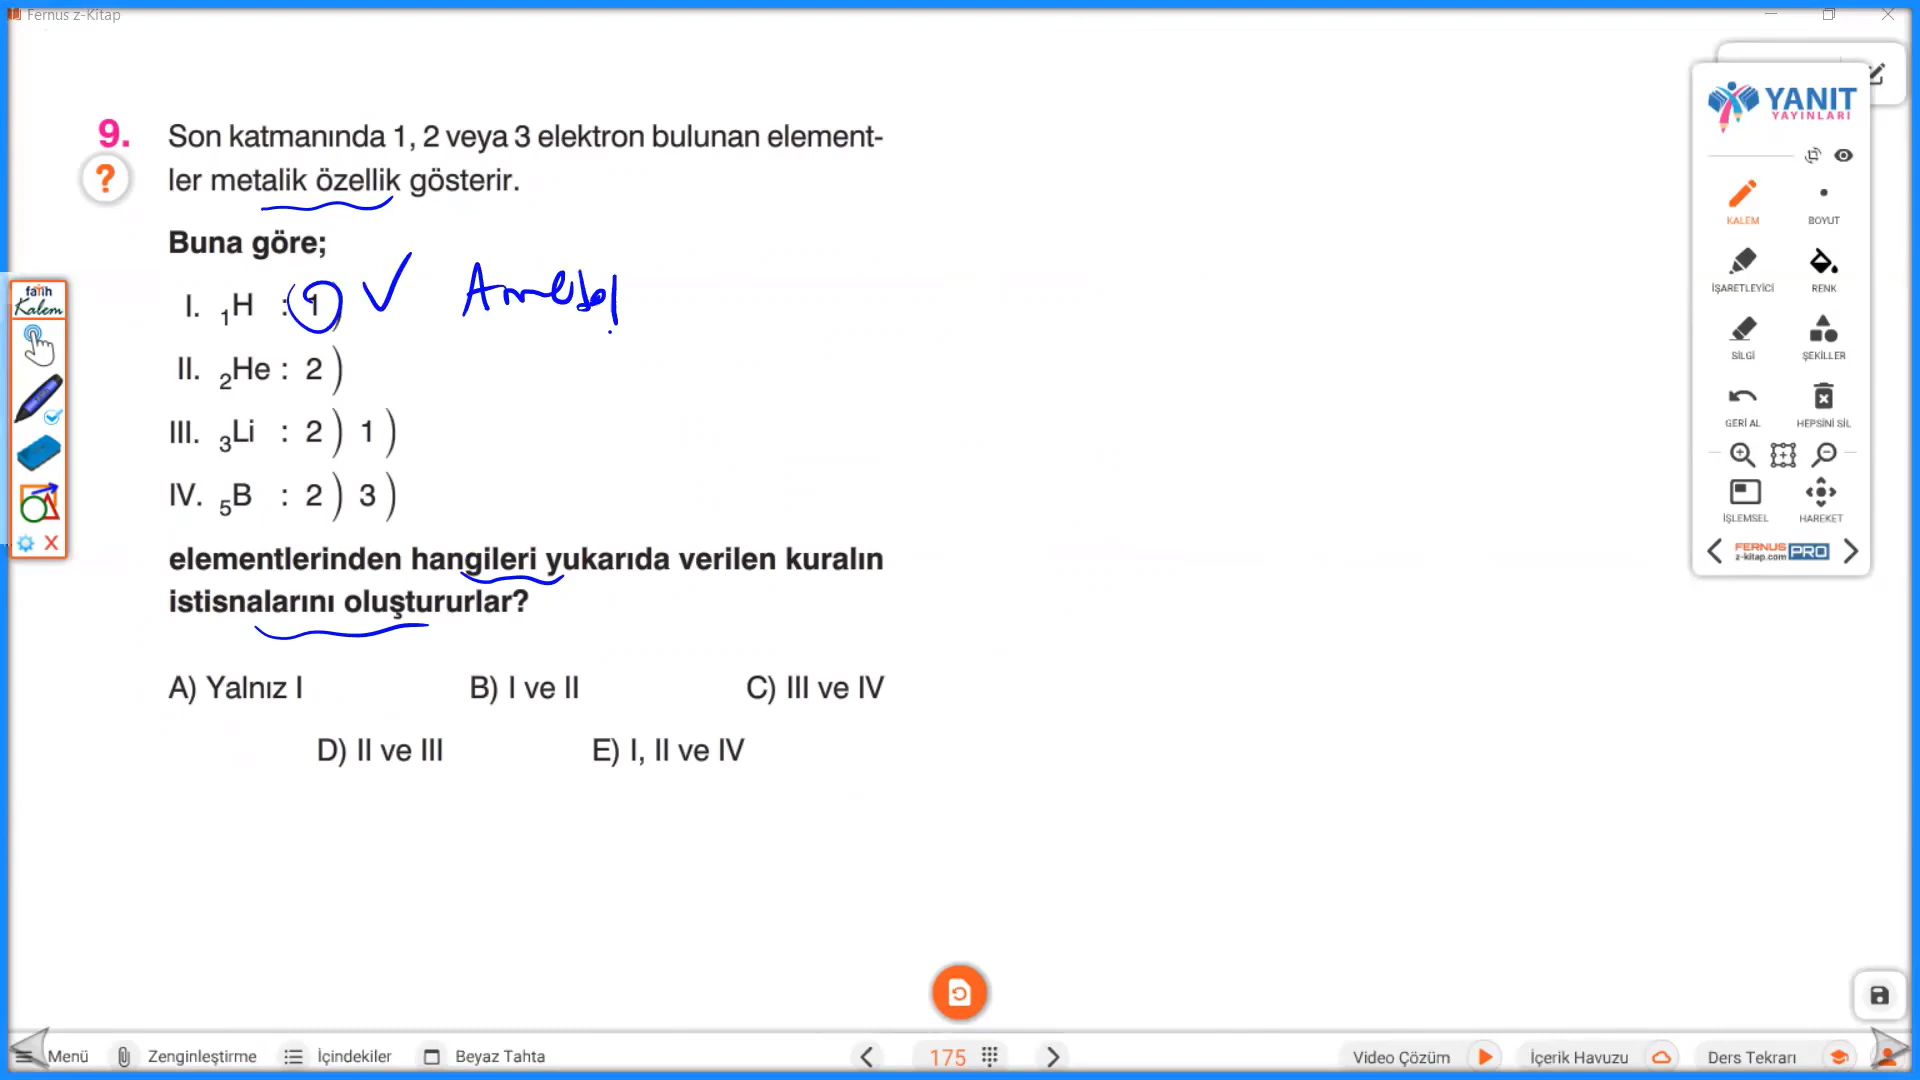 Fernus z-Kitap
9. Son katmanında 1, 2 veya 3 elektron bulunan element-
ler metalik özellik gösterir.
Buna göre;
I. ₁H : 1 )
II. ₂He : 2 )
III. ₃Li : 2 ) 1 )
IV. ₅B : 2 ) 3 )
elementlerinden hangileri yukarıda verilen kuralın
istisnalarını oluştururlar?
A) Yalnız I B) I ve II C) III ve IV
D) II ve III E) I, II ve IV
fatih
Kalem
YANIT
YAYINLARI
KALEM BOYUT
İŞARETLEYİCİ RENK
SİLGİ ŞEKİLLER
GERİ AL HEPSİNİ SİL
İŞLEMSEL HAREKET
FERNUS PRO
z-kitap.com
Menü Zenginleştirme İçindekiler Beyaz Tahta 175 Video Çözüm İçerik Havuzu Ders Tekrarı